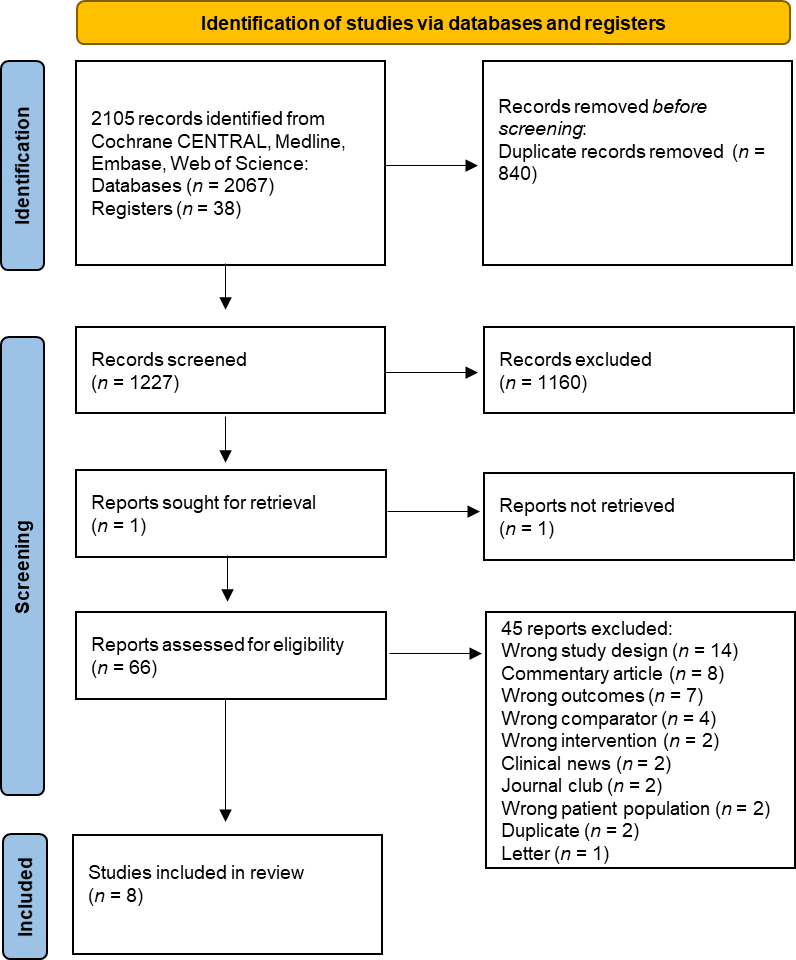 Identification of studies via databases and registers
Identification
2105 records identified from
Cochrane CENTRAL, Medline,
Embase, Web of Science:
Databases (n = 2067)
Registers (n = 38)
Records removed before
screening:
Duplicate records removed (n =
840)
Screening
Records screened
(n = 1227)
Records excluded
(n = 1160)
Reports sought for retrieval
(n = 1)
Reports not retrieved
(n = 1)
Reports assessed for eligibility
(n = 66)
45 reports excluded:
Wrong study design (n = 14)
Commentary article (n = 8)
Wrong outcomes (n = 7)
Wrong comparator (n = 4)
Wrong intervention (n = 2)
Clinical news (n = 2)
Journal club (n = 2)
Wrong patient population (n = 2)
Duplicate (n = 2)
Letter (n = 1)
Included
Studies included in review
(n = 8)